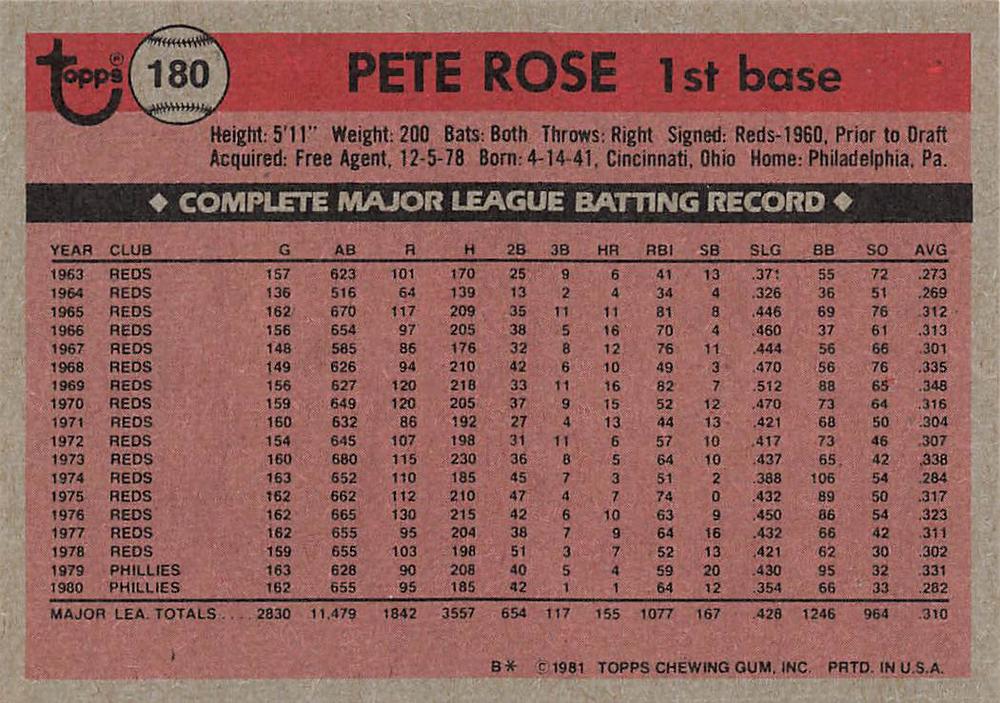 Topps® 180 PETE ROSE 1st base
Height: 5'11" Weight: 200 Bats: Both Throws: Right Signed: Reds-1960, Prior to Draft
Acquired: Free Agent, 12-5-78 Born: 4-14-41, Cincinnati, Ohio Home: Philadelphia, Pa.
◆ COMPLETE MAJOR LEAGUE BATTING RECORD ◆
YEAR CLUB G AB R H 2B 3B HR RBI SB SLG BB SO AVG
1963 REDS 157 623 101 170 25 9 6 41 13 .371 55 72 .273
1964 REDS 136 516 64 139 13 2 4 34 4 .326 36 51 .269
1965 REDS 162 670 117 209 35 11 11 81 8 .446 69 76 .312
1966 REDS 156 654 97 205 38 5 16 70 4 .460 37 61 .313
1967 REDS 148 585 86 176 32 8 12 76 11 .444 56 66 .301
1968 REDS 149 626 94 210 42 6 10 49 3 .470 56 76 .335
1969 REDS 156 627 120 218 33 11 16 82 7 .512 88 65 .348
1970 REDS 159 649 120 205 37 9 15 52 12 .470 73 64 .316
1971 REDS 160 632 86 192 27 4 13 44 13 .421 68 50 .304
1972 REDS 154 645 107 198 31 11 6 57 10 .417 73 46 .307
1973 REDS 160 680 115 230 36 8 5 64 10 .437 65 42 .338
1974 REDS 163 652 110 185 45 7 3 51 2 .388 106 54 .284
1975 REDS 162 662 112 210 47 4 7 74 0 .432 89 50 .317
1976 REDS 162 665 130 215 42 6 10 63 9 .450 86 54 .323
1977 REDS 162 655 95 204 38 7 9 64 16 .432 66 42 .311
1978 REDS 159 655 103 198 51 3 7 52 13 .421 62 30 .302
1979 PHILLIES 163 628 90 208 40 5 4 59 20 .430 95 32 .331
1980 PHILLIES 162 655 95 185 42 1 1 64 12 .354 66 33 .282
MAJOR LEA. TOTALS .... 2830 11,479 1842 3557 654 117 155 1077 167 .428 1246 964 .310
B* ©1981 TOPPS CHEWING GUM, INC. PRTD. IN U.S.A.